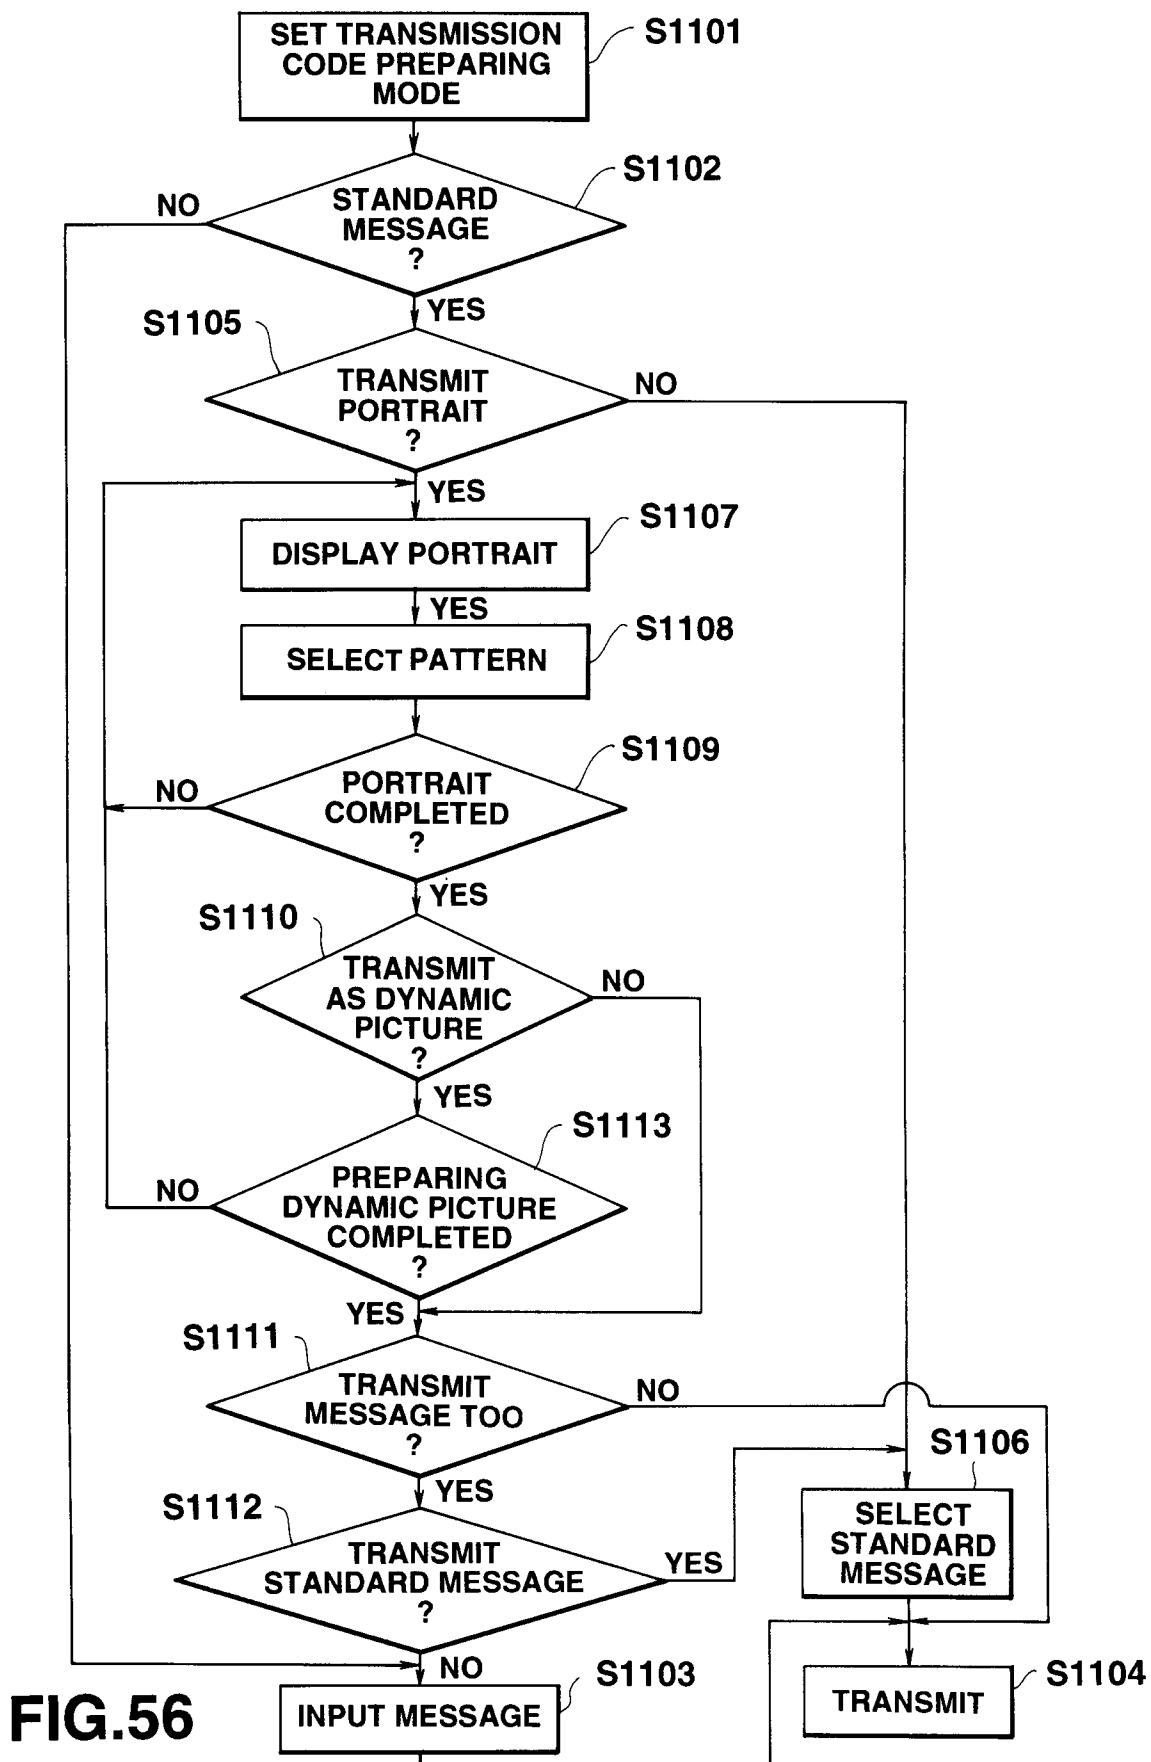 SET TRANSMISSION
CODE PREPARING
MODE
S1101
S1102
NO
STANDARD
MESSAGE
?
YES
S1105
TRANSMIT
PORTRAIT
?
NO
YES
S1107
DISPLAY PORTRAIT
YES
S1108
SELECT PATTERN
S1109
PORTRAIT
COMPLETED
?
NO
YES
S1110
TRANSMIT
AS DYNAMIC
PICTURE
?
NO
YES
S1113
PREPARING
DYNAMIC PICTURE
COMPLETED
?
NO
YES
S1111
TRANSMIT
MESSAGE TOO
?
NO
YES
S1106
SELECT
STANDARD
MESSAGE
S1112
TRANSMIT
STANDARD MESSAGE
?
YES
NO
S1103
INPUT MESSAGE
S1104
TRANSMIT
FIG.56